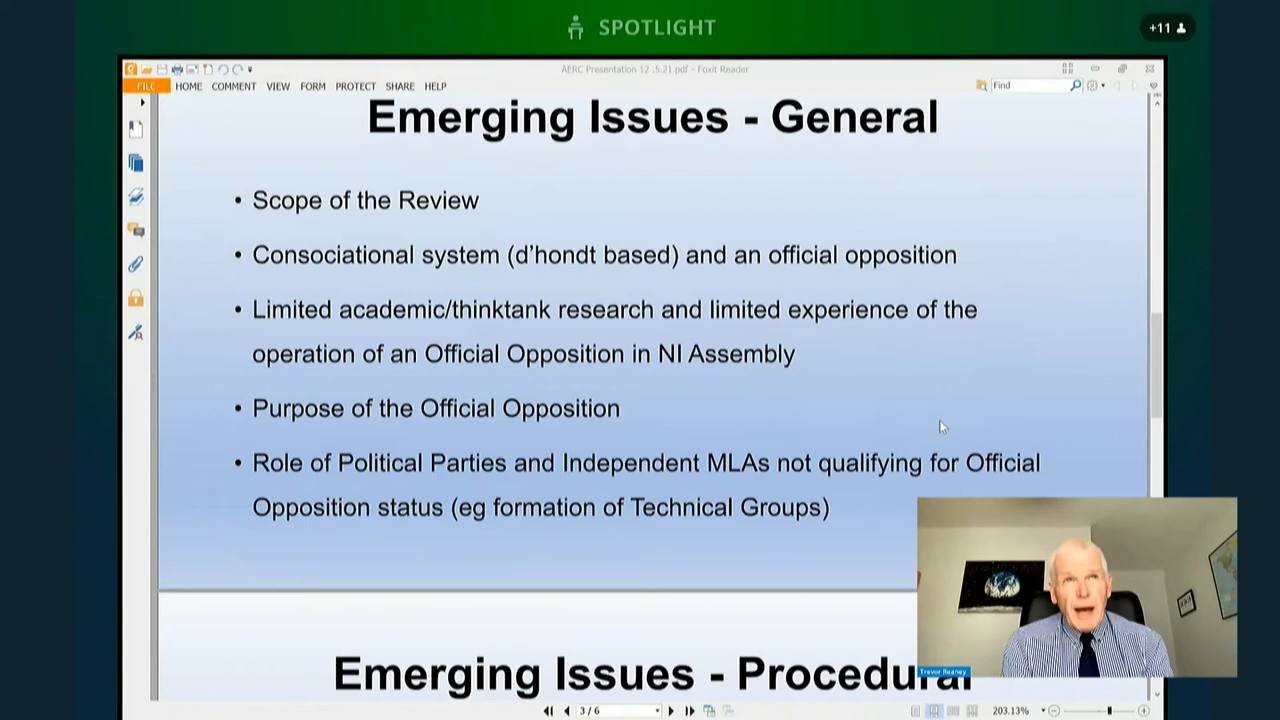 SPOTLIGHT
+11
AERC Presentation 12 .5.21.pdf - Foxit Reader
FILE HOME COMMENT VIEW FORM PROTECT SHARE HELP
Find
Emerging Issues - General
• Scope of the Review
• Consociational system (d’hondt based) and an official opposition
• Limited academic/thinktank research and limited experience of the
operation of an Official Opposition in NI Assembly
• Purpose of the Official Opposition
• Role of Political Parties and Independent MLAs not qualifying for Official
Opposition status (eg formation of Technical Groups)
Trevor Reaney
Emerging Issues - Procedural
3 / 6
203.13%